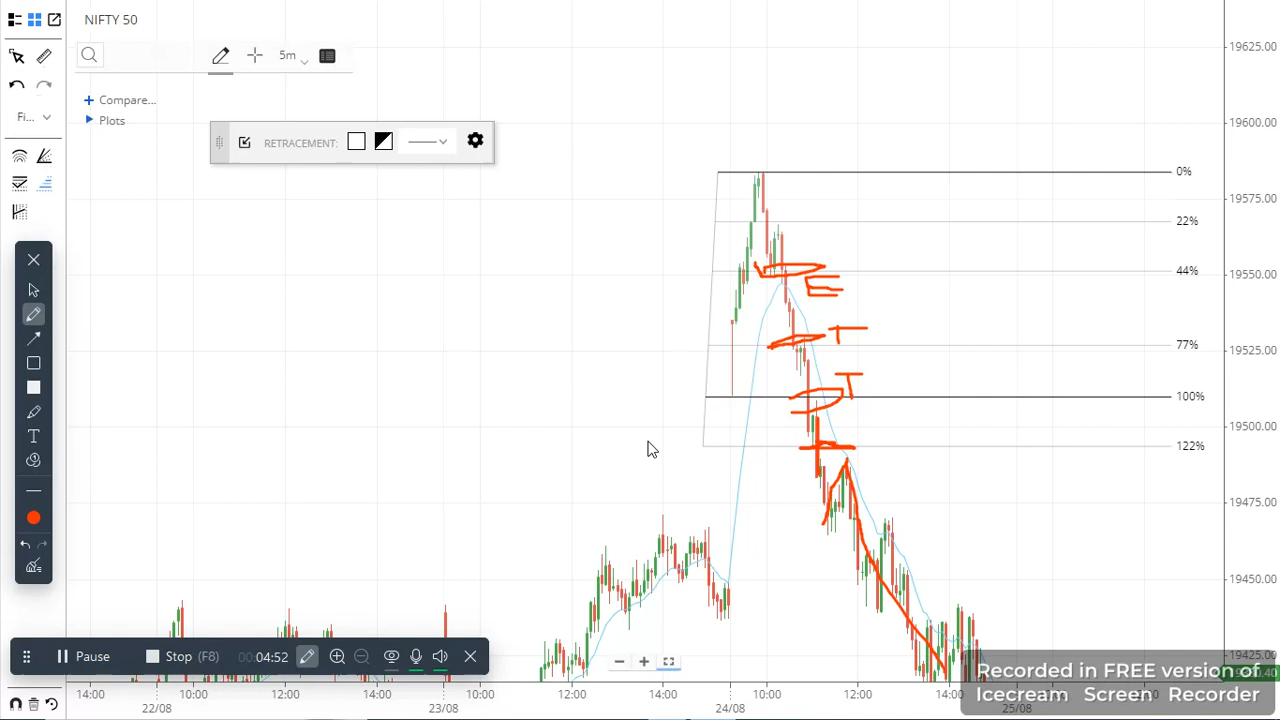 NIFTY 50
5m
Compare...
Plots
Fi...
RETRACEMENT:
0%
22%
44%
77%
100%
122%
E
T
T
T
19625.00
19600.00
19575.00
19550.00
19525.00
19500.00
19475.00
19450.00
19425.00
Pause
Stop (F8)
00:04:52
Recorded in FREE version of
Icecream Screen Recorder
14:00 10:00 12:00 14:00 10:00 12:00 14:00 10:00 12:00 14:00
22/08 23/08 24/08 25/08